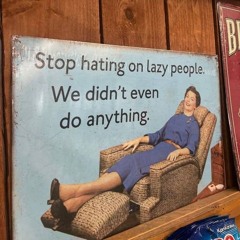 Stop hating on lazy people.
We didn't even
do anything.